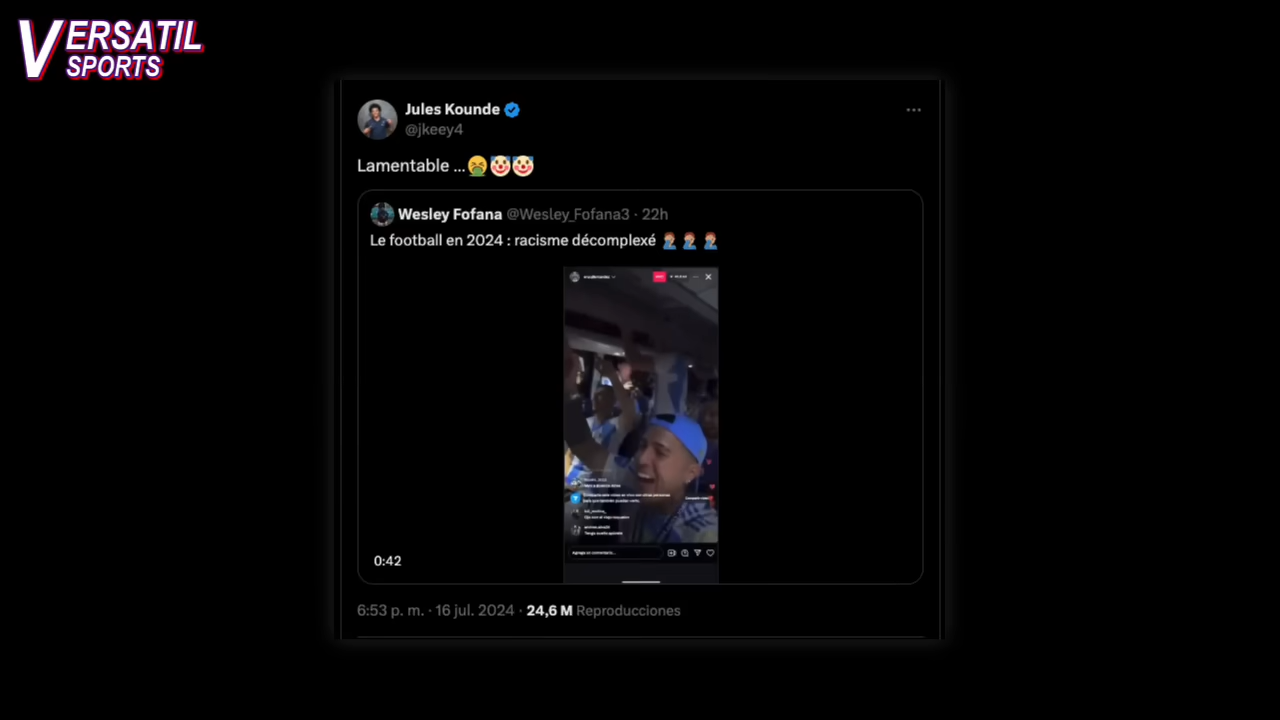 VERSATIL
SPORTS
Jules Kounde
@jkeey4
Lamentable ...🤮🤡🤡
Wesley Fofana @Wesley_Fofana3 · 22h
Le football en 2024 : racisme décomplexé 🤦🏽‍♂️ 🤦🏽‍♂️ 🤦🏽‍♂️
0:42
6:53 p. m. · 16 jul. 2024 · 24,6 M Reproducciones